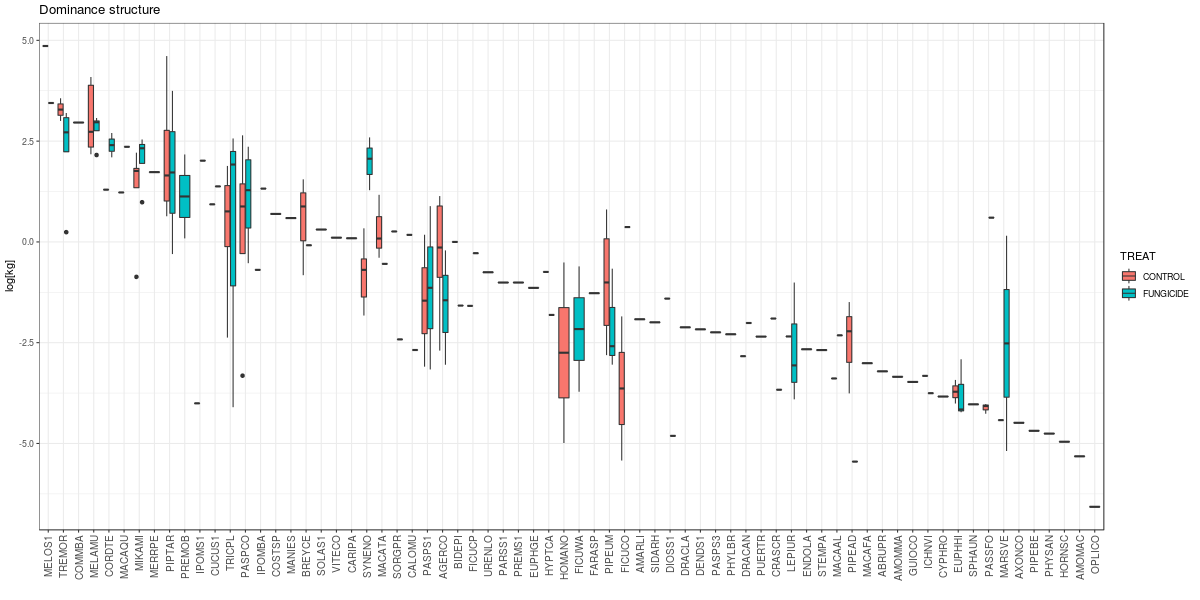 Dominance structure
log[kg]
5.0
2.5
0.0
-2.5
-5.0
MELOS1
TREMOR
COMMBA
MELAMU
CORDTE
MACAQU
MIKAMI
MERRPE
PIPTAR
PREMOB
IPOMS1
CUCUS1
TRICPL
PASPCO
IPOMBA
COSTSP
MANIES
BREYCE
SOLAS1
VITECO
CARIPA
SYNENO
MACATA
SORGPR
CALOMU
PASPS1
AGERCO
BIDEPI
FICUCP
URENLO
PARSS1
PREMS1
EUPHGE
HYPTCA
HOMANO
FICUWA
FARASP
PIPEUM
FICUCO
AMARLI
SIDARH
DIOSS1
DRACLA
DENDS1
PASPS3
PHYLBR
DRACAN
PUERTR
CRASCR
LEPIUR
ENDOLA
STEMPA
MACAAL
PIPEAD
MACAFA
ABRUPR
AMOMMA
GUIOCO
ICHNVI
CYPHRO
EUPHHI
SPHAUN
PASSFO
MARSVE
AXONCO
PIPEBE
PHYSAN
HORNSC
AMOMAC
OPLICO
TREAT
CONTROL
FUNGICIDE